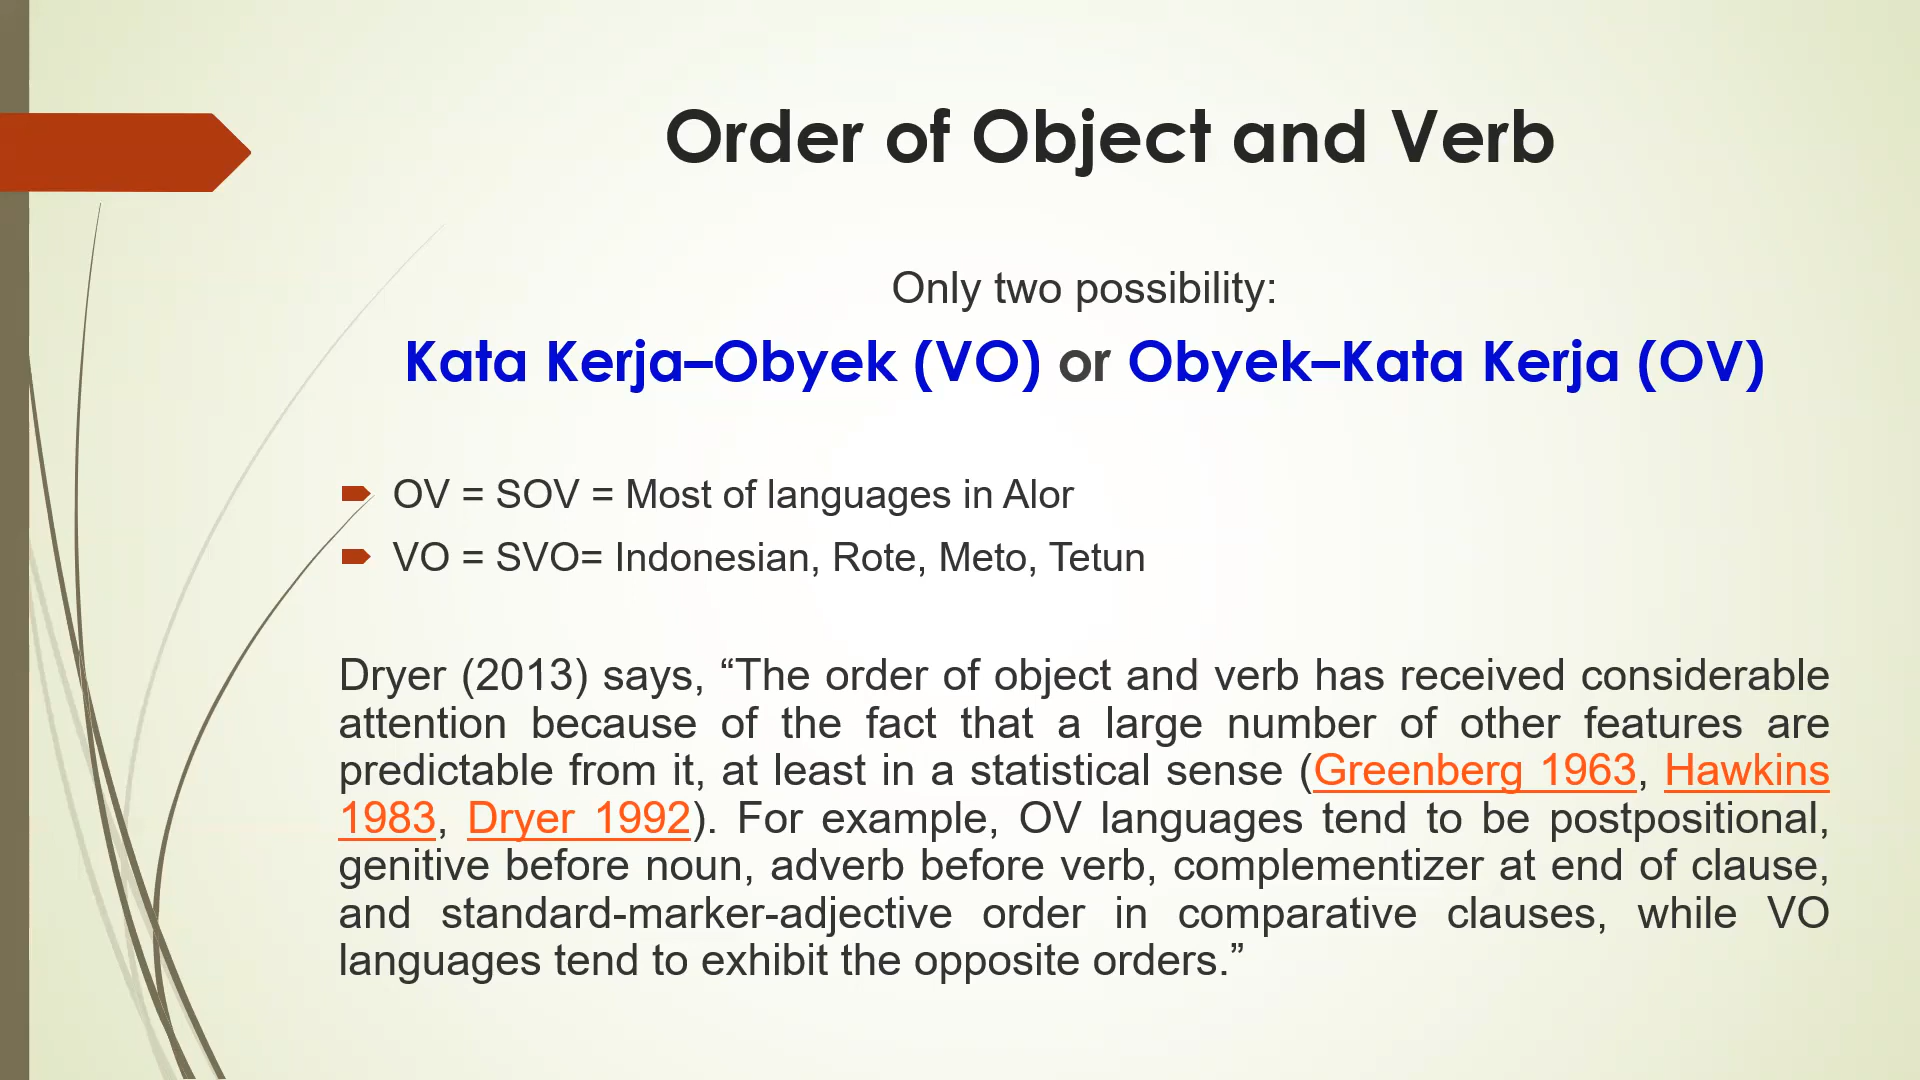 Order of Object and Verb
Only two possibility:
Kata Kerja–Obyek (VO) or Obyek–Kata Kerja (OV)
OV = SOV = Most of languages in Alor
VO = SVO= Indonesian, Rote, Meto, Tetun
Dryer (2013) says, “The order of object and verb has received considerable
attention because of the fact that a large number of other features are
predictable from it, at least in a statistical sense (Greenberg 1963, Hawkins
1983, Dryer 1992). For example, OV languages tend to be postpositional,
genitive before noun, adverb before verb, complementizer at end of clause,
and standard-marker-adjective order in comparative clauses, while VO
languages tend to exhibit the opposite orders.”